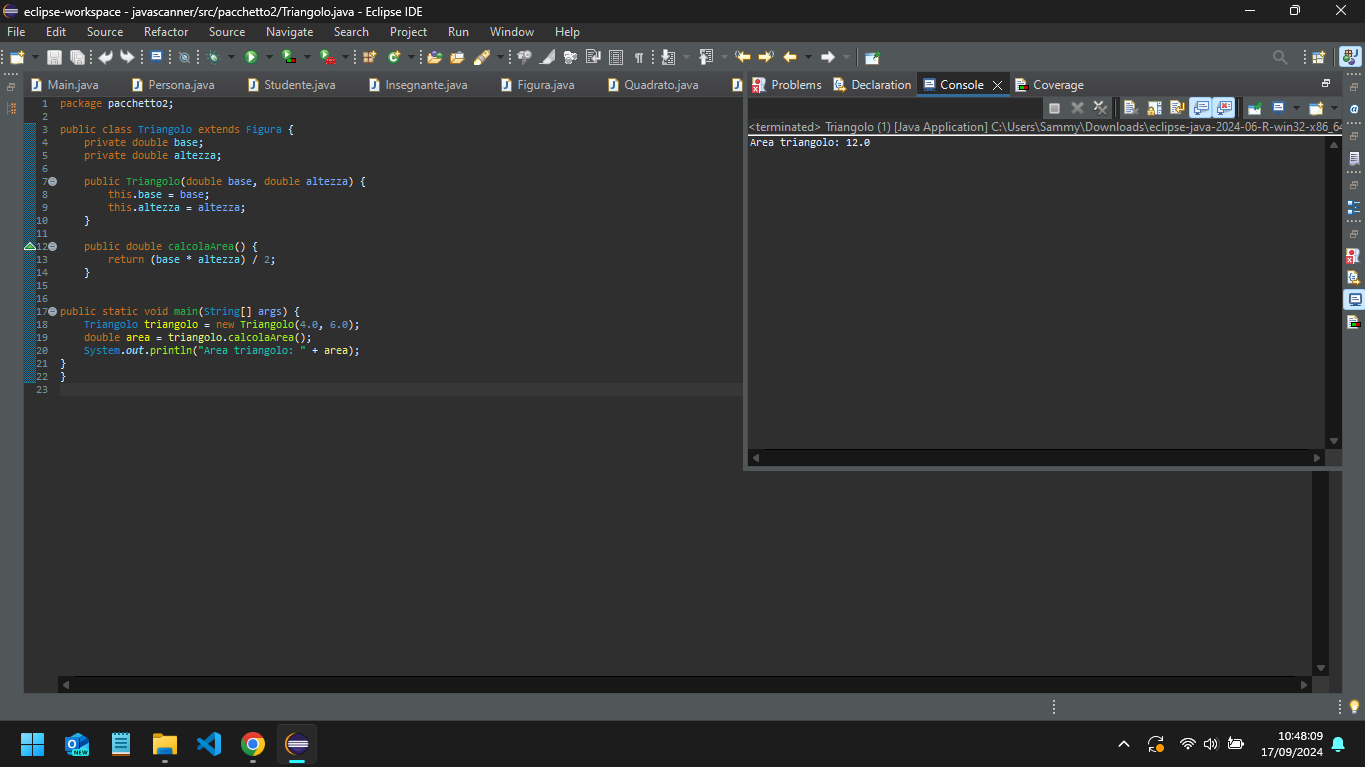 eclipse-workspace - javascanner/src/pacchetto2/Triangolo.java - Eclipse IDE
File Edit Source Refactor Source Navigate Search Project Run Window Help
Main.java Persona.java Studente.java Insegnante.java Figura.java Quadrato.java
1 package pacchetto2;
2
3 public class Triangolo extends Figura {
4 private double base;
5 private double altezza;
6
7 public Triangolo(double base, double altezza) {
8 this.base = base;
9 this.altezza = altezza;
10 }
11
12 public double calcolaArea() {
13 return (base * altezza) / 2;
14 }
15
16
17 public static void main(String[] args) {
18 Triangolo triangolo = new Triangolo(4.0, 6.0);
19 double area = triangolo.calcolaArea();
20 System.out.println("Area triangolo: " + area);
21 }
22 }
23
Problems Declaration Console Coverage
<terminated> Triangolo (1) [Java Application] C:\Users\Sammy\Downloads\eclipse-java-2024-06-R-win32-x86_64
Area triangolo: 12.0
NEW
10:48:09
17/09/2024